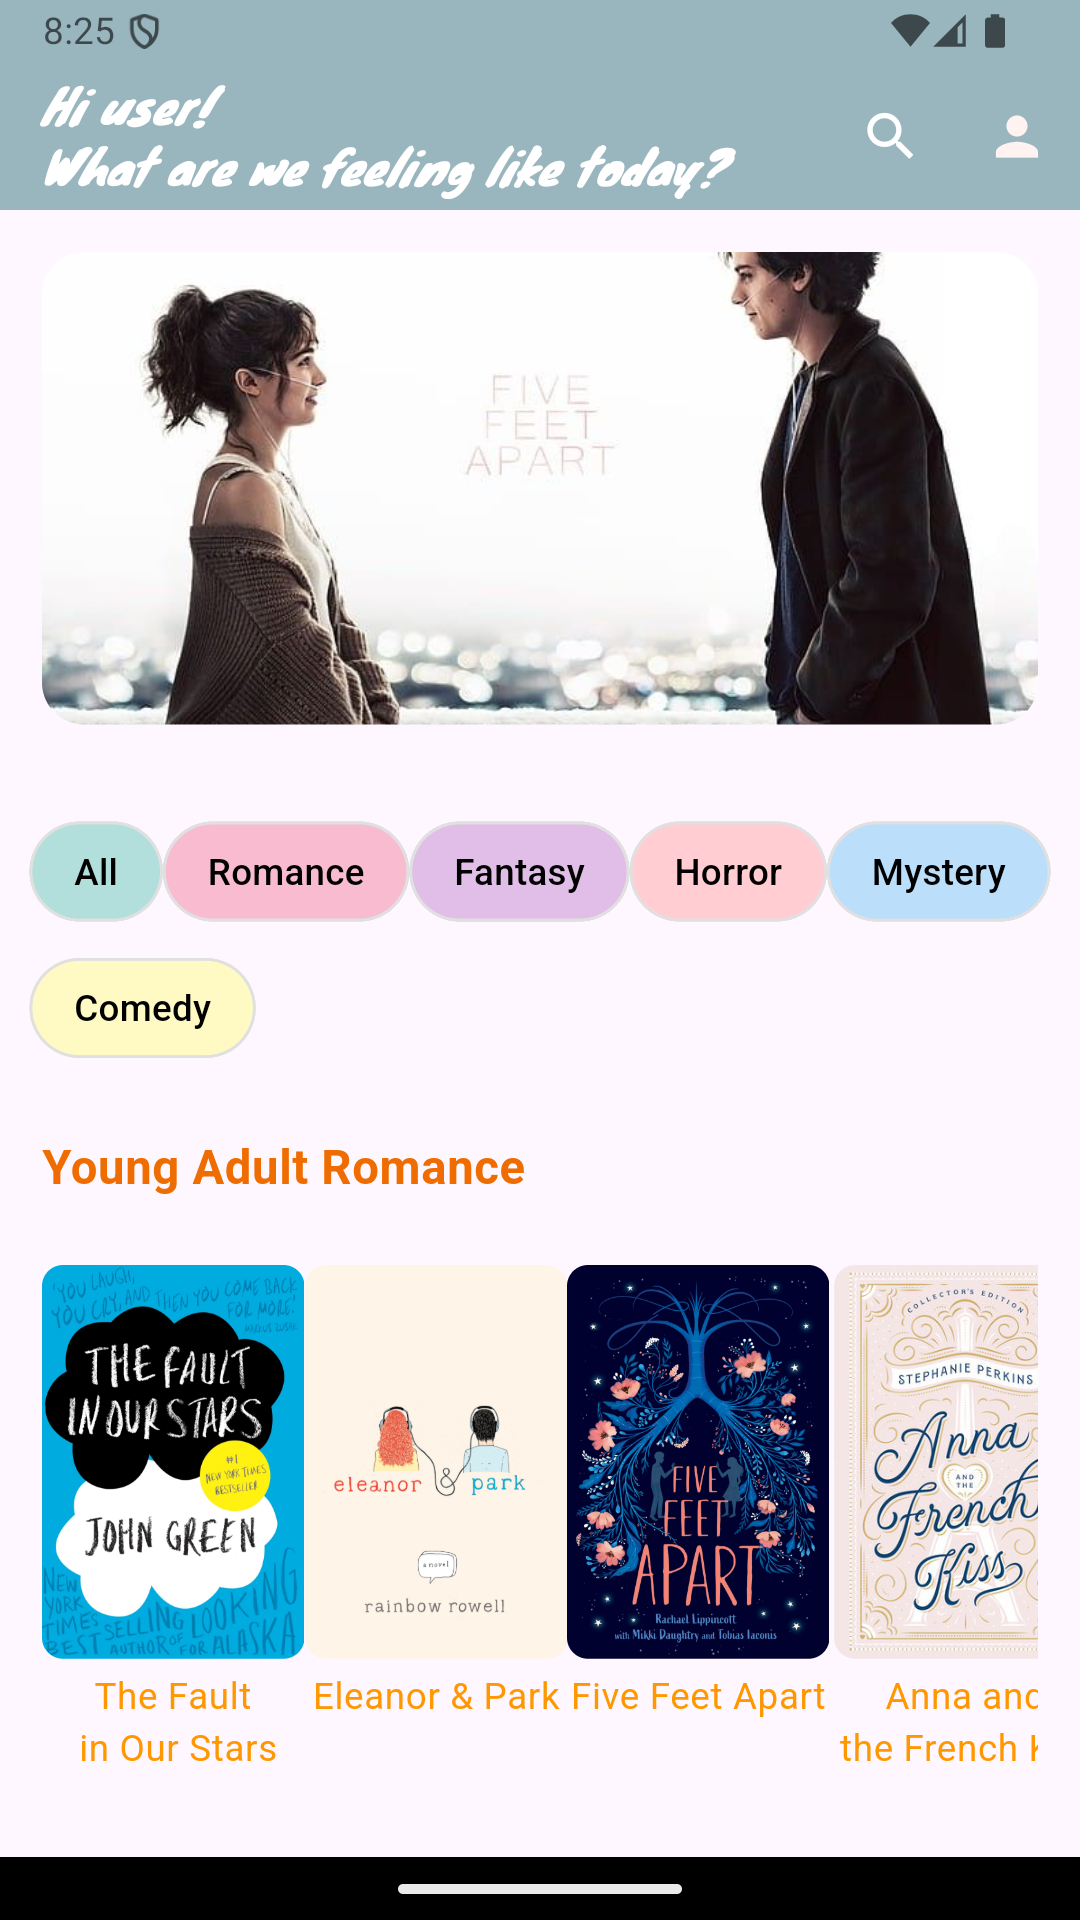 8:25
Hi user!
What are we feeling like today?
FIVE
FEET
APART
All
Romance
Fantasy
Horror
Mystery
Comedy
Young Adult Romance
'YOU LAUGH,
YOU CRY, AND THEN YOU COME BACK
FOR MORE.'
MARKUS ZUSAK
THE FAULT
IN OUR STARS
#1
NEW YORK TIMES
BESTSELLER
JOHN GREEN
NEW
YORK
TIMES
BEST SELLING
AUTHOR OF
LOOKING
FOR ALASKA
eleanor & park
a novel
rainbow rowell
FIVE
FEET
APART
Rachael Lippincott
with Mikki Daughtry and Tobias Iaconis
COLLECTOR'S EDITION
STEPHANIE PERKINS
Anna
AND
THE
French
Kiss
The Fault
in Our Stars
Eleanor & Park
Five Feet Apart
Anna and
the French K